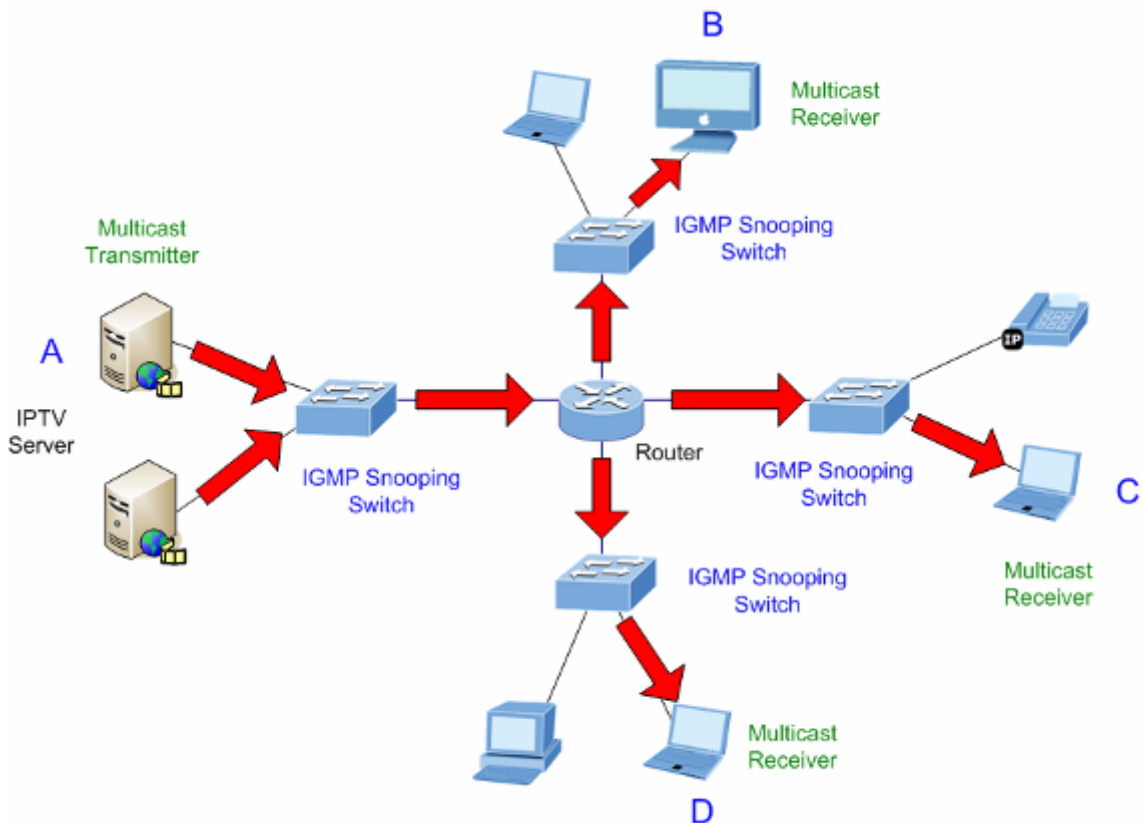 B
Multicast
Receiver
IGMP Snooping
Switch
Multicast
Transmitter
A
IPTV
Server
IGMP Snooping
Switch
Router
IP
IGMP Snooping
Switch
C
Multicast
Receiver
IGMP Snooping
Switch
Multicast
Receiver
D